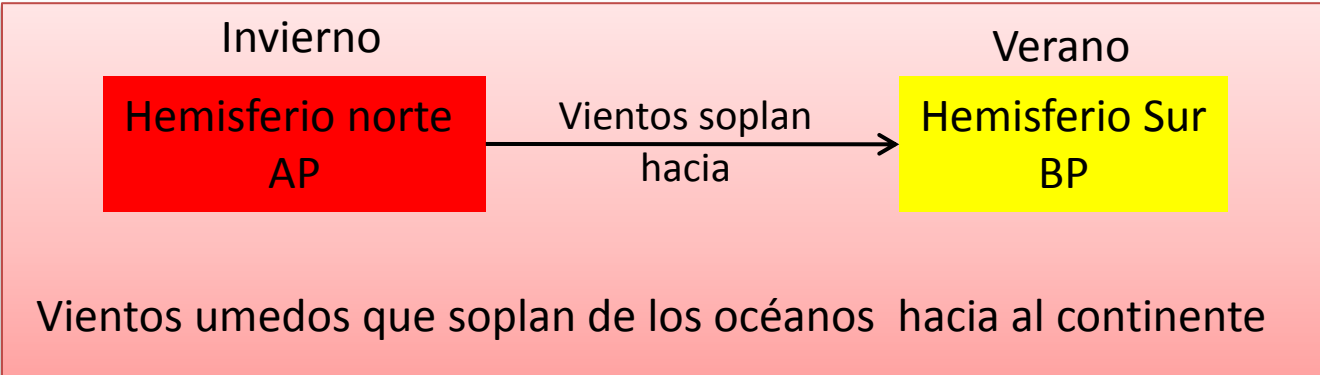 Invierno
Verano
Hemisferio norte
AP
Vientos soplan
hacia
Hemisferio Sur
BP
Vientos umedos que soplan de los océanos hacia al continente